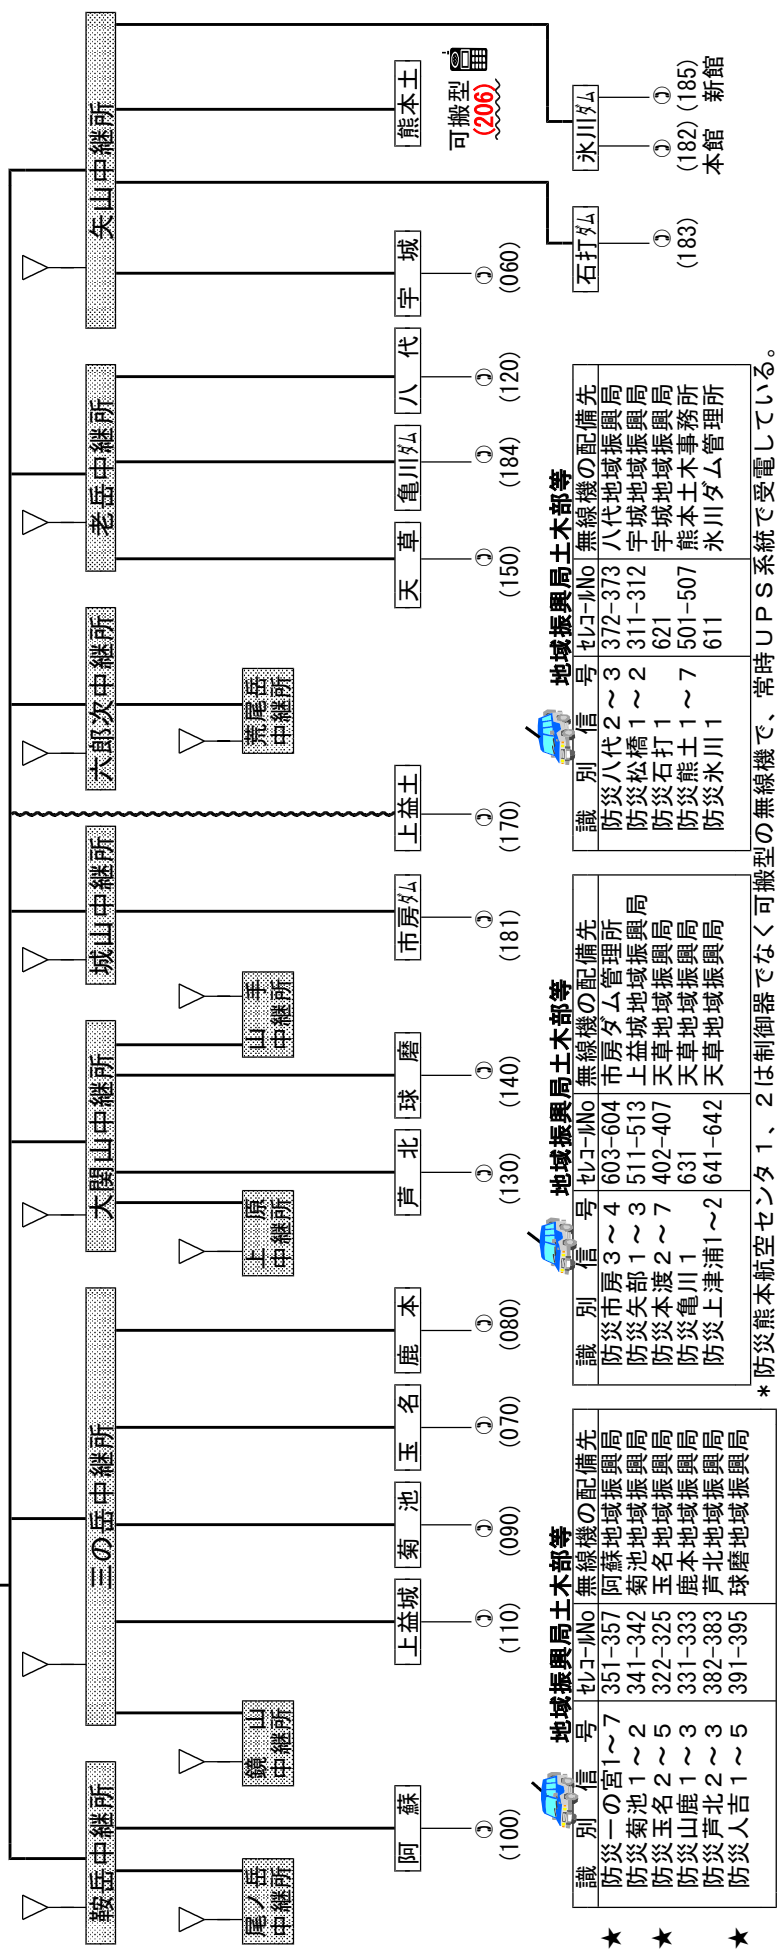 鞍岳中継所
三の岳中継所
大関山中継所
城山中継所
六郎次中継所
老岳中継所
矢山中継所
尾ノ岳
中継所
鏡　山
中継所
上　原
中継所
山　手
中継所
荒尾岳
中継所
阿　蘇
(100)
上益城
(110)
菊　池
(090)
玉　名
(070)
鹿　本
(080)
芦　北
(130)
球　磨
(140)
市房ﾀﾞﾑ
(181)
上益土
(170)
天　草
(150)
亀川ﾀﾞﾑ
(184)
八　代
(120)
宇　城
(060)
熊本土
可搬型
(206)
石打ﾀﾞﾑ
(183)
氷川ﾀﾞﾑ
(182) (185)
本館　新館
地域振興局土木部等
識　別　信　号 ｾﾚｺｰﾙNo 無線機の配備先
★ 防災一の宮1～7 351-357 阿蘇地域振興局
防災菊池１～２ 341-342 菊池地域振興局
★ 防災玉名２～５ 322-325 玉名地域振興局
防災山鹿１～３ 331-333 鹿本地域振興局
防災芦北２～３ 382-383 芦北地域振興局
★ 防災人吉１～５ 391-395 球磨地域振興局
地域振興局土木部等
識　別　信　号 ｾﾚｺｰﾙNo 無線機の配備先
防災市房３～４ 603-604 市房ダム管理所
防災矢部１～３ 511-513 上益城地域振興局
防災本渡２～７ 402-407 天草地域振興局
防災亀川１ 631 天草地域振興局
防災上津浦1～2 641-642 天草地域振興局
地域振興局土木部等
識　別　信　号 ｾﾚｺｰﾙNo 無線機の配備先
防災八代２～３ 372-373 八代地域振興局
防災松橋１～２ 311-312 宇城地域振興局
防災石打１ 621 宇城地域振興局
防災熊土１～７ 501-507 熊本土木事務所
防災氷川１ 611 氷川ダム管理所
＊防災熊本航空センタ１、２は制御器でなく可搬型の無線機で、常時ＵＰＳ系統で受電している。